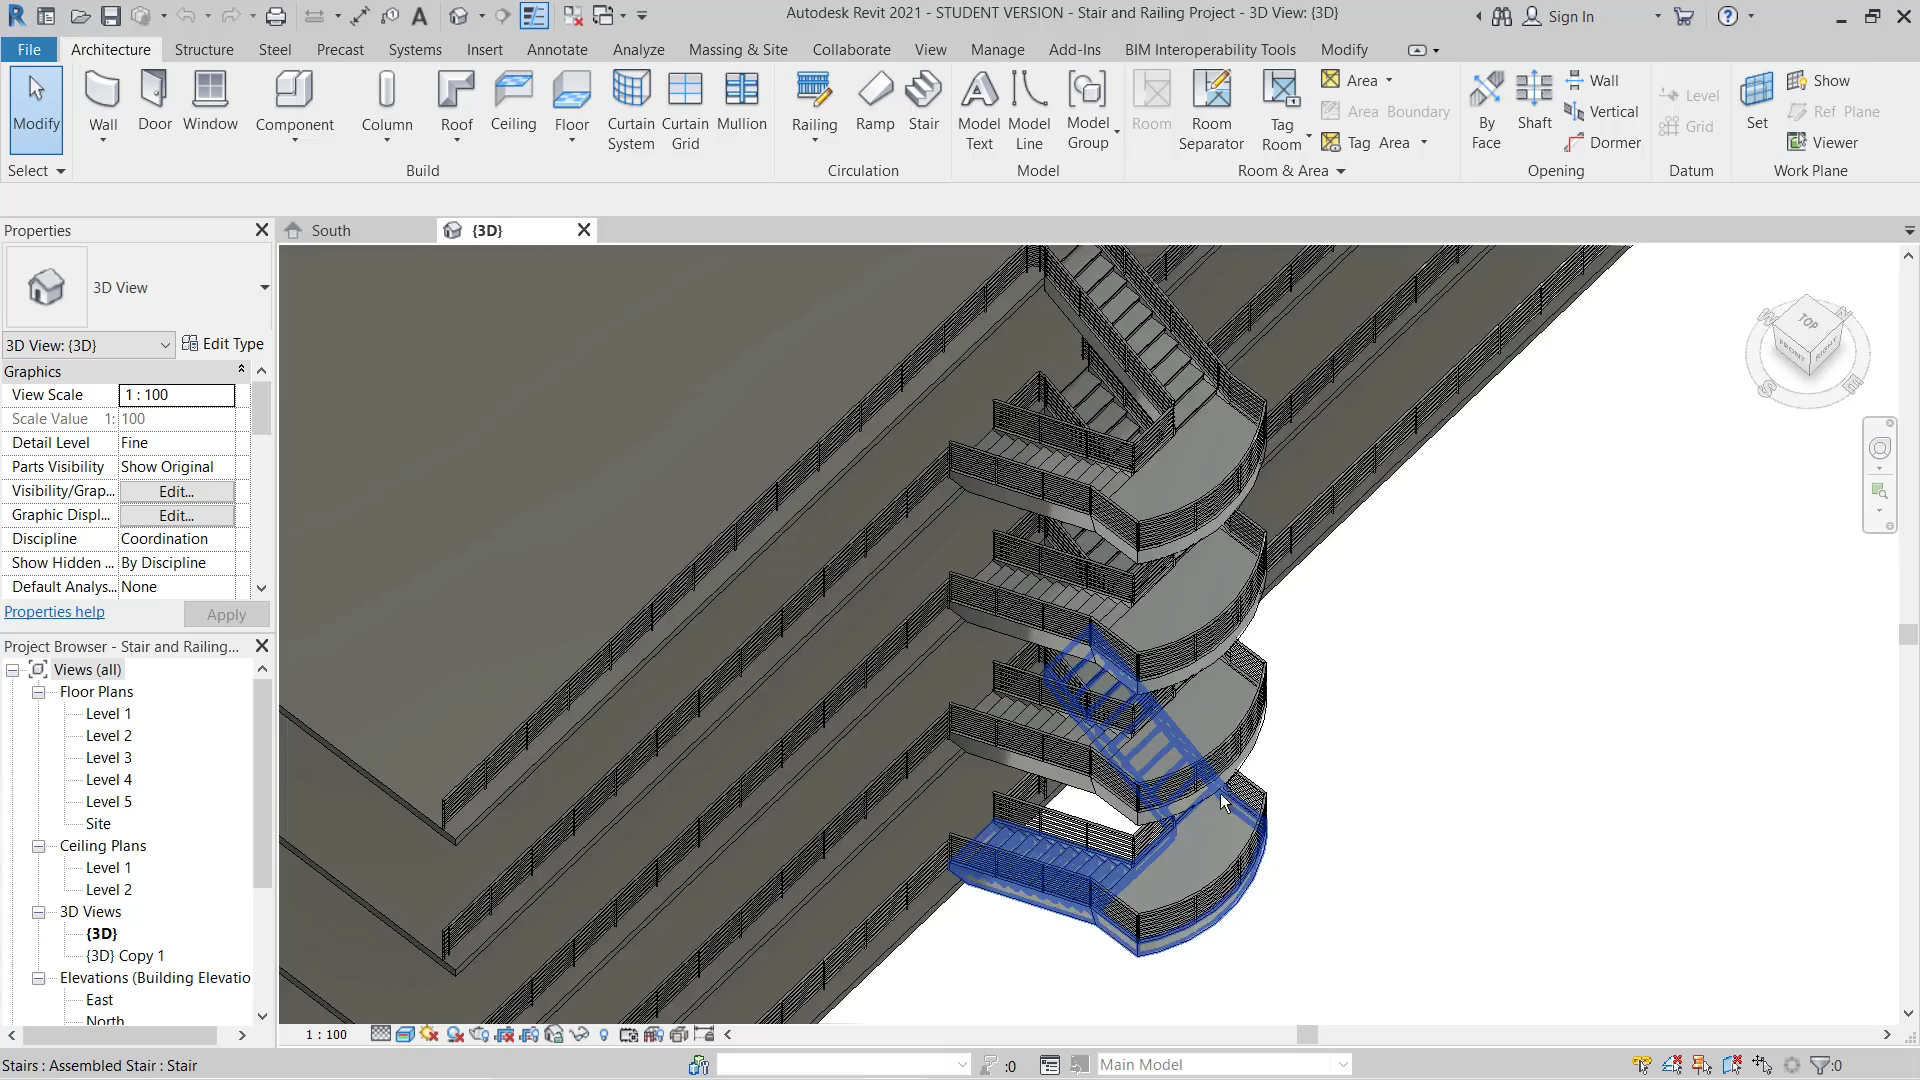 Autodesk Revit 2021 - STUDENT VERSION - Stair and Railing Project - 3D View: {3D}
Sign In
File Architecture Structure Steel Precast Systems Insert Annotate Analyze Massing & Site Collaborate View Manage Add-Ins BIM Interoperability Tools Modify
Modify
Wall
Door
Window
Component
Column
Roof
Ceiling
Floor
Curtain System
Curtain Grid
Mullion
Railing
Ramp
Stair
Model Text
Model Line
Model Group
Room
Room Separator
Tag Room
Area
Area Boundary
Tag Area
By Face
Shaft
Wall
Vertical
Dormer
Level
Grid
Set
Show
Ref Plane
Viewer
Select Build Circulation Model Room & Area Opening Datum Work Plane
Properties
South
{3D}
3D View
3D View: {3D} Edit Type
Graphics
View Scale 1 : 100
Scale Value 1: 100
Detail Level Fine
Parts Visibility Show Original
Visibility/Grap... Edit...
Graphic Displ... Edit...
Discipline Coordination
Show Hidden ... By Discipline
Default Analys... None
Properties help Apply
Project Browser - Stair and Railing...
Views (all)
Floor Plans
Level 1
Level 2
Level 3
Level 4
Level 5
Site
Ceiling Plans
Level 1
Level 2
3D Views
{3D}
{3D} Copy 1
Elevations (Building Elevatio
East
North
TOP
FRONT
RIGHT
W
N
S
E
1 : 100
Stairs : Assembled Stair : Stair
:0
Main Model
:0